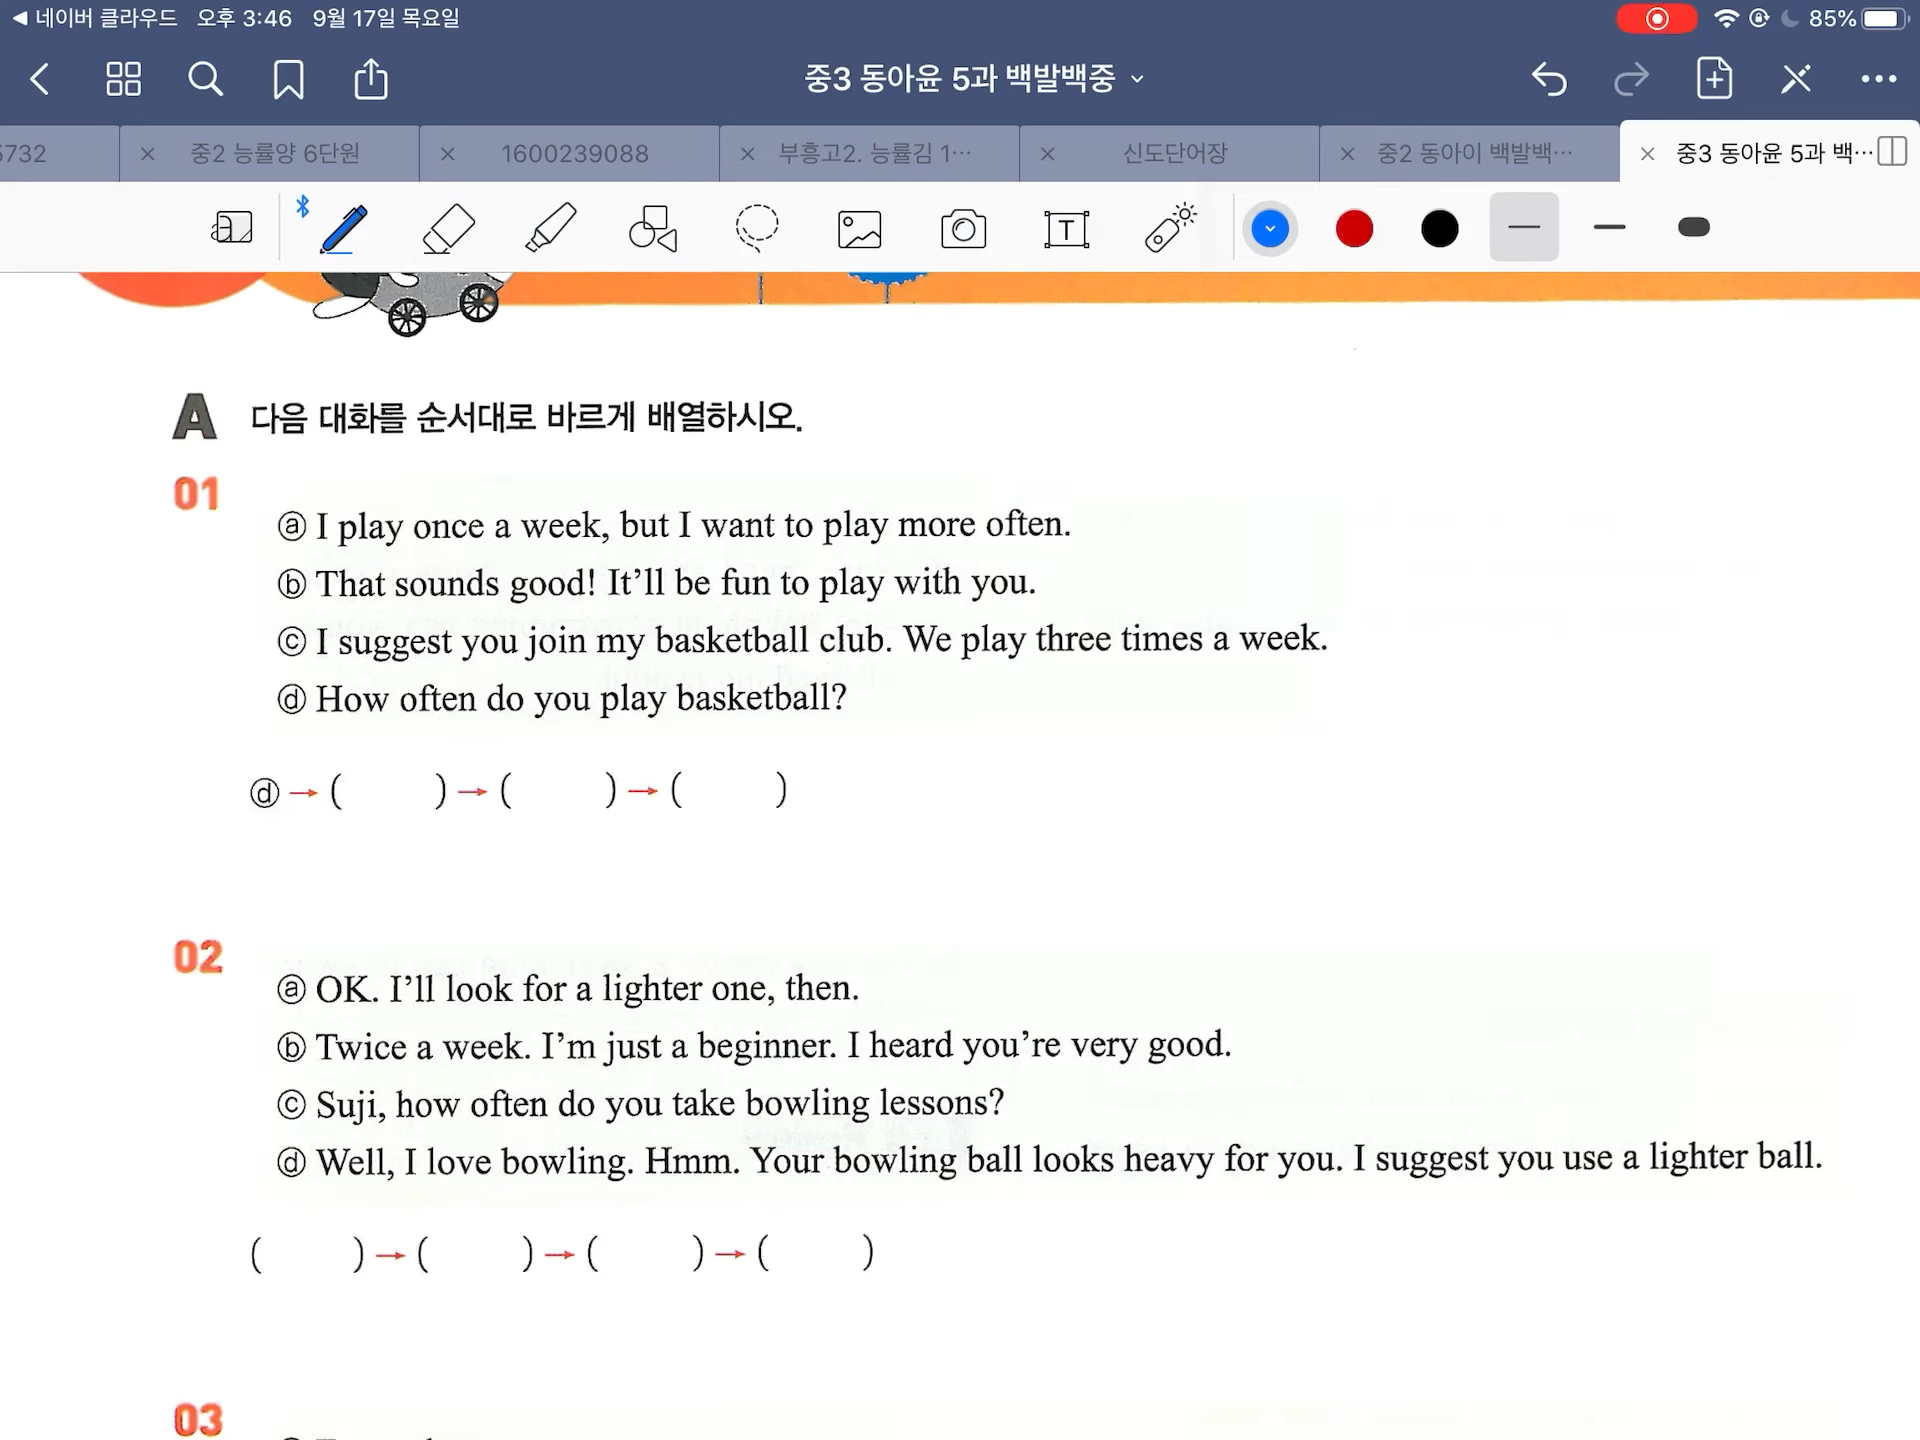 ◀ 네이버 클라우드 오후 3:46 9월 17일 목요일 85%
중3 동아윤 5과 백발백중
5732 × 중2 능률양 6단원 × 1600239088 × 부흥고2. 능률김 1… × 신도단어장 × 중2 동아이 백발백… × 중3 동아윤 5과 백…
T
A 다음 대화를 순서대로 바르게 배열하시오.
01
ⓐ I play once a week, but I want to play more often.
ⓑ That sounds good! It’ll be fun to play with you.
ⓒ I suggest you join my basketball club. We play three times a week.
ⓓ How often do you play basketball?
ⓓ → ( ) → ( ) → ( )
02
ⓐ OK. I’ll look for a lighter one, then.
ⓑ Twice a week. I’m just a beginner. I heard you’re very good.
ⓒ Suji, how often do you take bowling lessons?
ⓓ Well, I love bowling. Hmm. Your bowling ball looks heavy for you. I suggest you use a lighter ball.
( ) → ( ) → ( ) → ( )
03